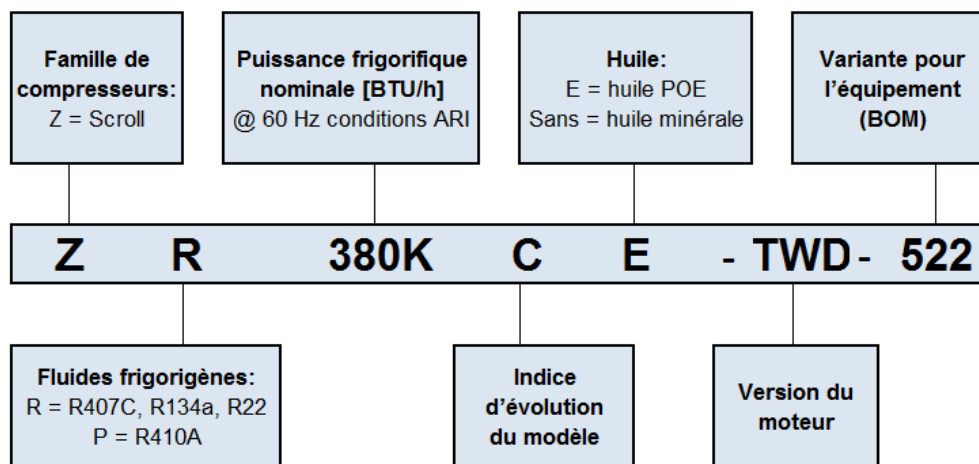 Famille de
compresseurs:
Z = Scroll
Puissance frigorifique
nominale [BTU/h]
@ 60 Hz conditions ARI
Huile:
E = huile POE
Sans = huile minérale
Variante pour
l'équipement
(BOM)
Z R 380K C E - TWD - 522
Fluides frigorigènes:
R = R407C, R134a, R22
P = R410A
Indice
d'évolution
du modèle
Version du
moteur